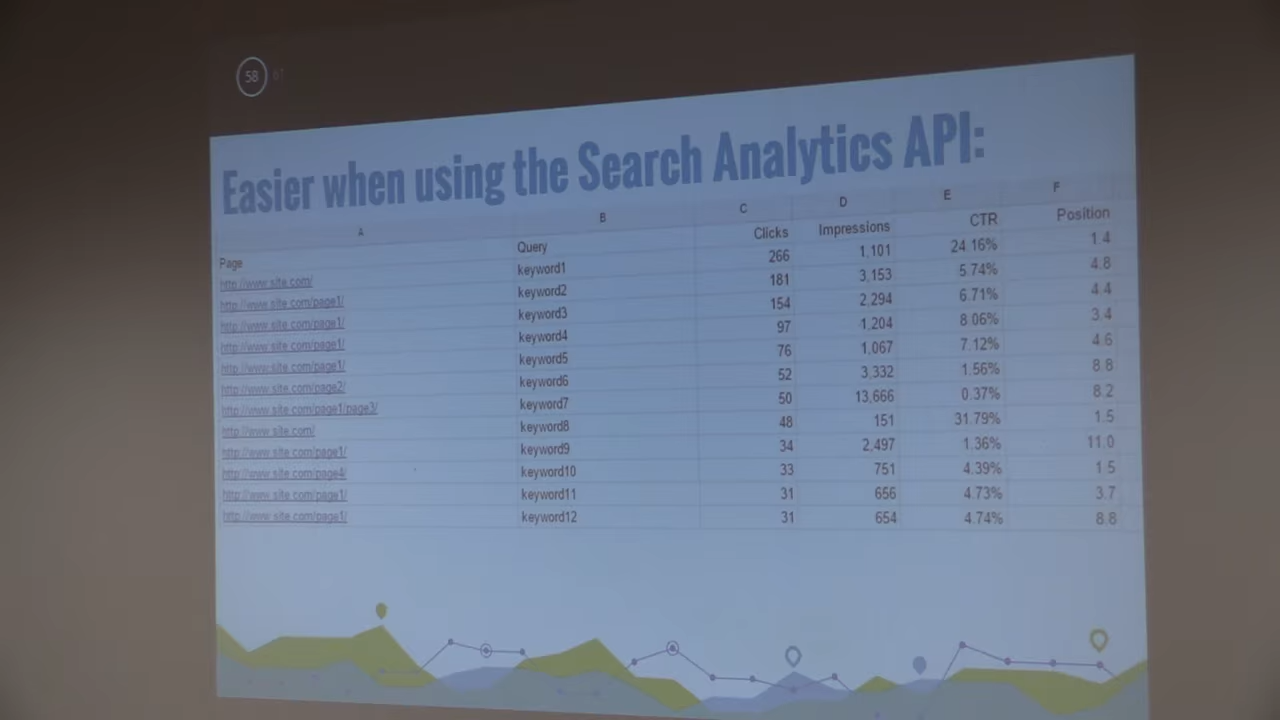 58 61
Easier when using the Search Analytics API:
A B C D E F
Page Query Clicks Impressions CTR Position
http://www.site.com/ keyword1 266 1,101 24.16% 1.4
http://www.site.com/page1/ keyword2 181 3,153 5.74% 4.8
http://www.site.com/page1/ keyword3 154 2,294 6.71% 4.4
http://www.site.com/page1/ keyword4 97 1,204 8.06% 3.4
http://www.site.com/page1/ keyword5 76 1,067 7.12% 4.6
http://www.site.com/page2/ keyword6 52 3,332 1.56% 8.8
http://www.site.com/page1/page3/ keyword7 50 13,666 0.37% 8.2
http://www.site.com/ keyword8 48 151 31.79% 1.5
http://www.site.com/page1/ keyword9 34 2,497 1.36% 11.0
http://www.site.com/page4/ keyword10 33 751 4.39% 1.5
http://www.site.com/page1/ keyword11 31 656 4.73% 3.7
http://www.site.com/page1/ keyword12 31 654 4.74% 8.8